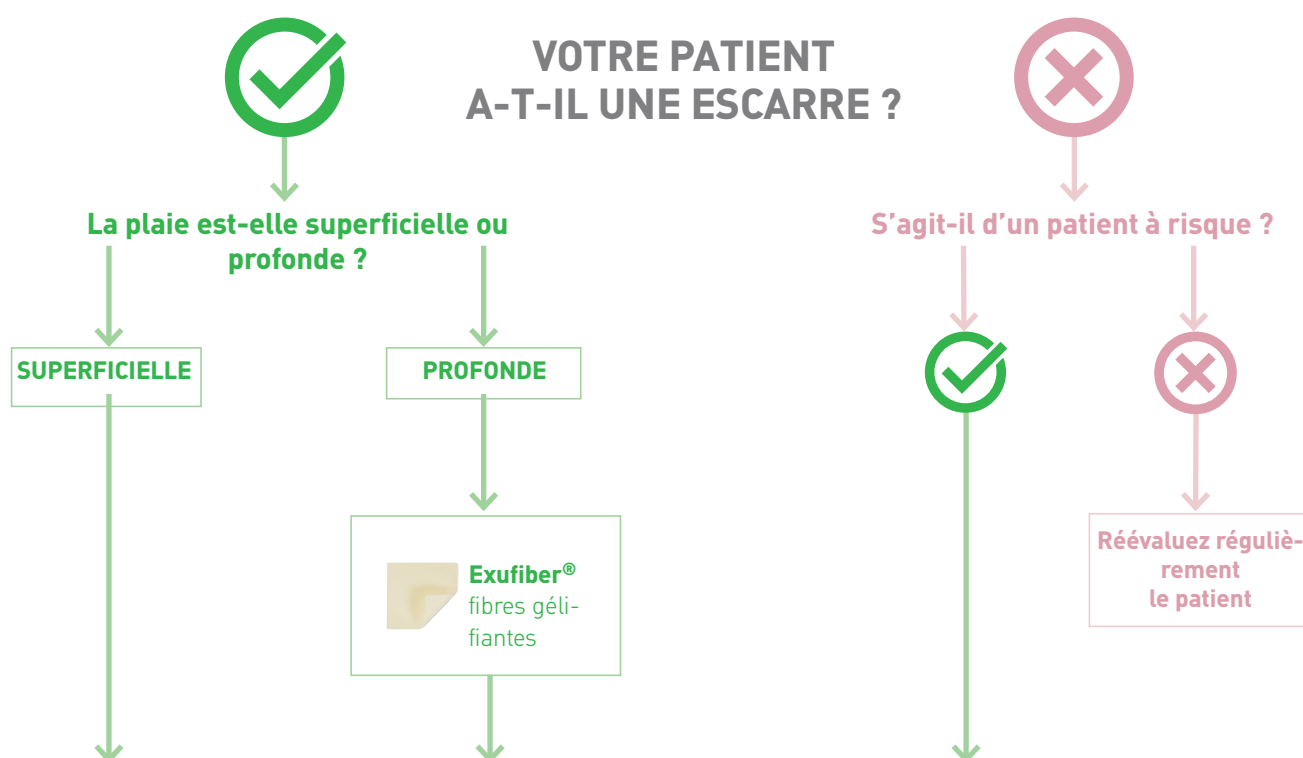 VOTRE PATIENT
A-T-IL UNE ESCARRE ?
La plaie est-elle superficielle ou
profonde ?
S’agit-il d’un patient à risque ?
SUPERFICIELLE
PROFONDE
Exufiber®
fibres géli-
fiantes
Réévaluez réguliè-
rement
le patient